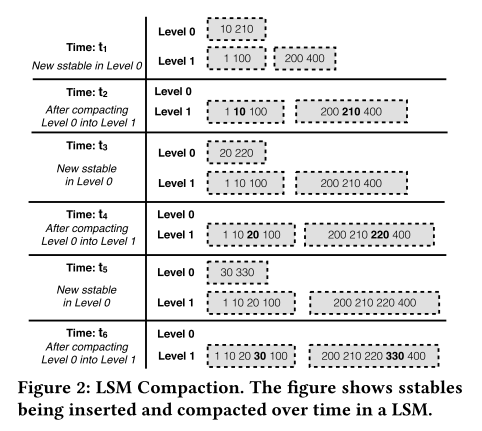 Time: t1
New sstable in Level 0
Level 0
10 210
Level 1
1 100
200 400
Time: t2
After compacting
Level 0 into Level 1
Level 0
Level 1
1 10 100
200 210 400
Time: t3
New sstable
in Level 0
Level 0
20 220
Level 1
1 10 100
200 210 400
Time: t4
After compacting
Level 0 into Level 1
Level 0
Level 1
1 10 20 100
200 210 220 400
Time: t5
New sstable
in Level 0
Level 0
30 330
Level 1
1 10 20 100
200 210 220 400
Time: t6
After compacting
Level 0 into Level 1
Level 0
Level 1
1 10 20 30 100
200 210 220 330 400
Figure 2: LSM Compaction. The figure shows sstables
being inserted and compacted over time in a LSM.